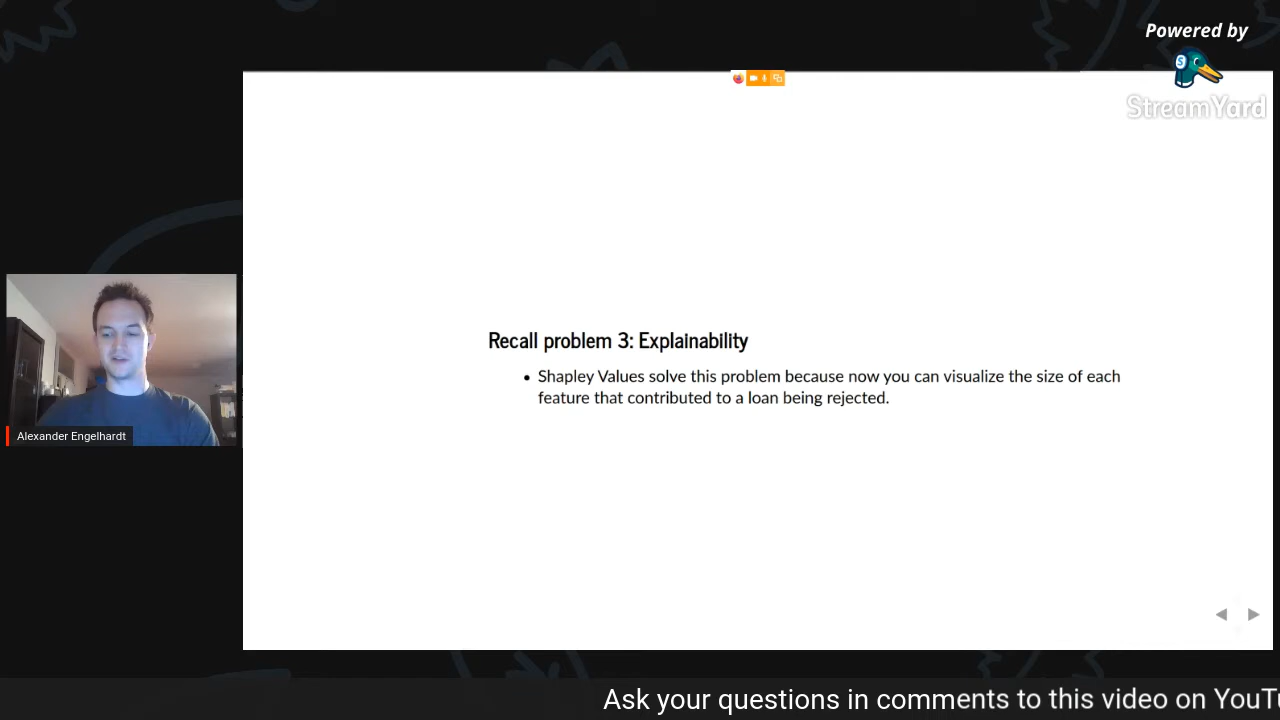 Powered by
StreamYard
Recall problem 3: Explainability
• Shapley Values solve this problem because now you can visualize the size of each
feature that contributed to a loan being rejected.
Alexander Engelhardt
Ask your questions in comments to this video on YouTu